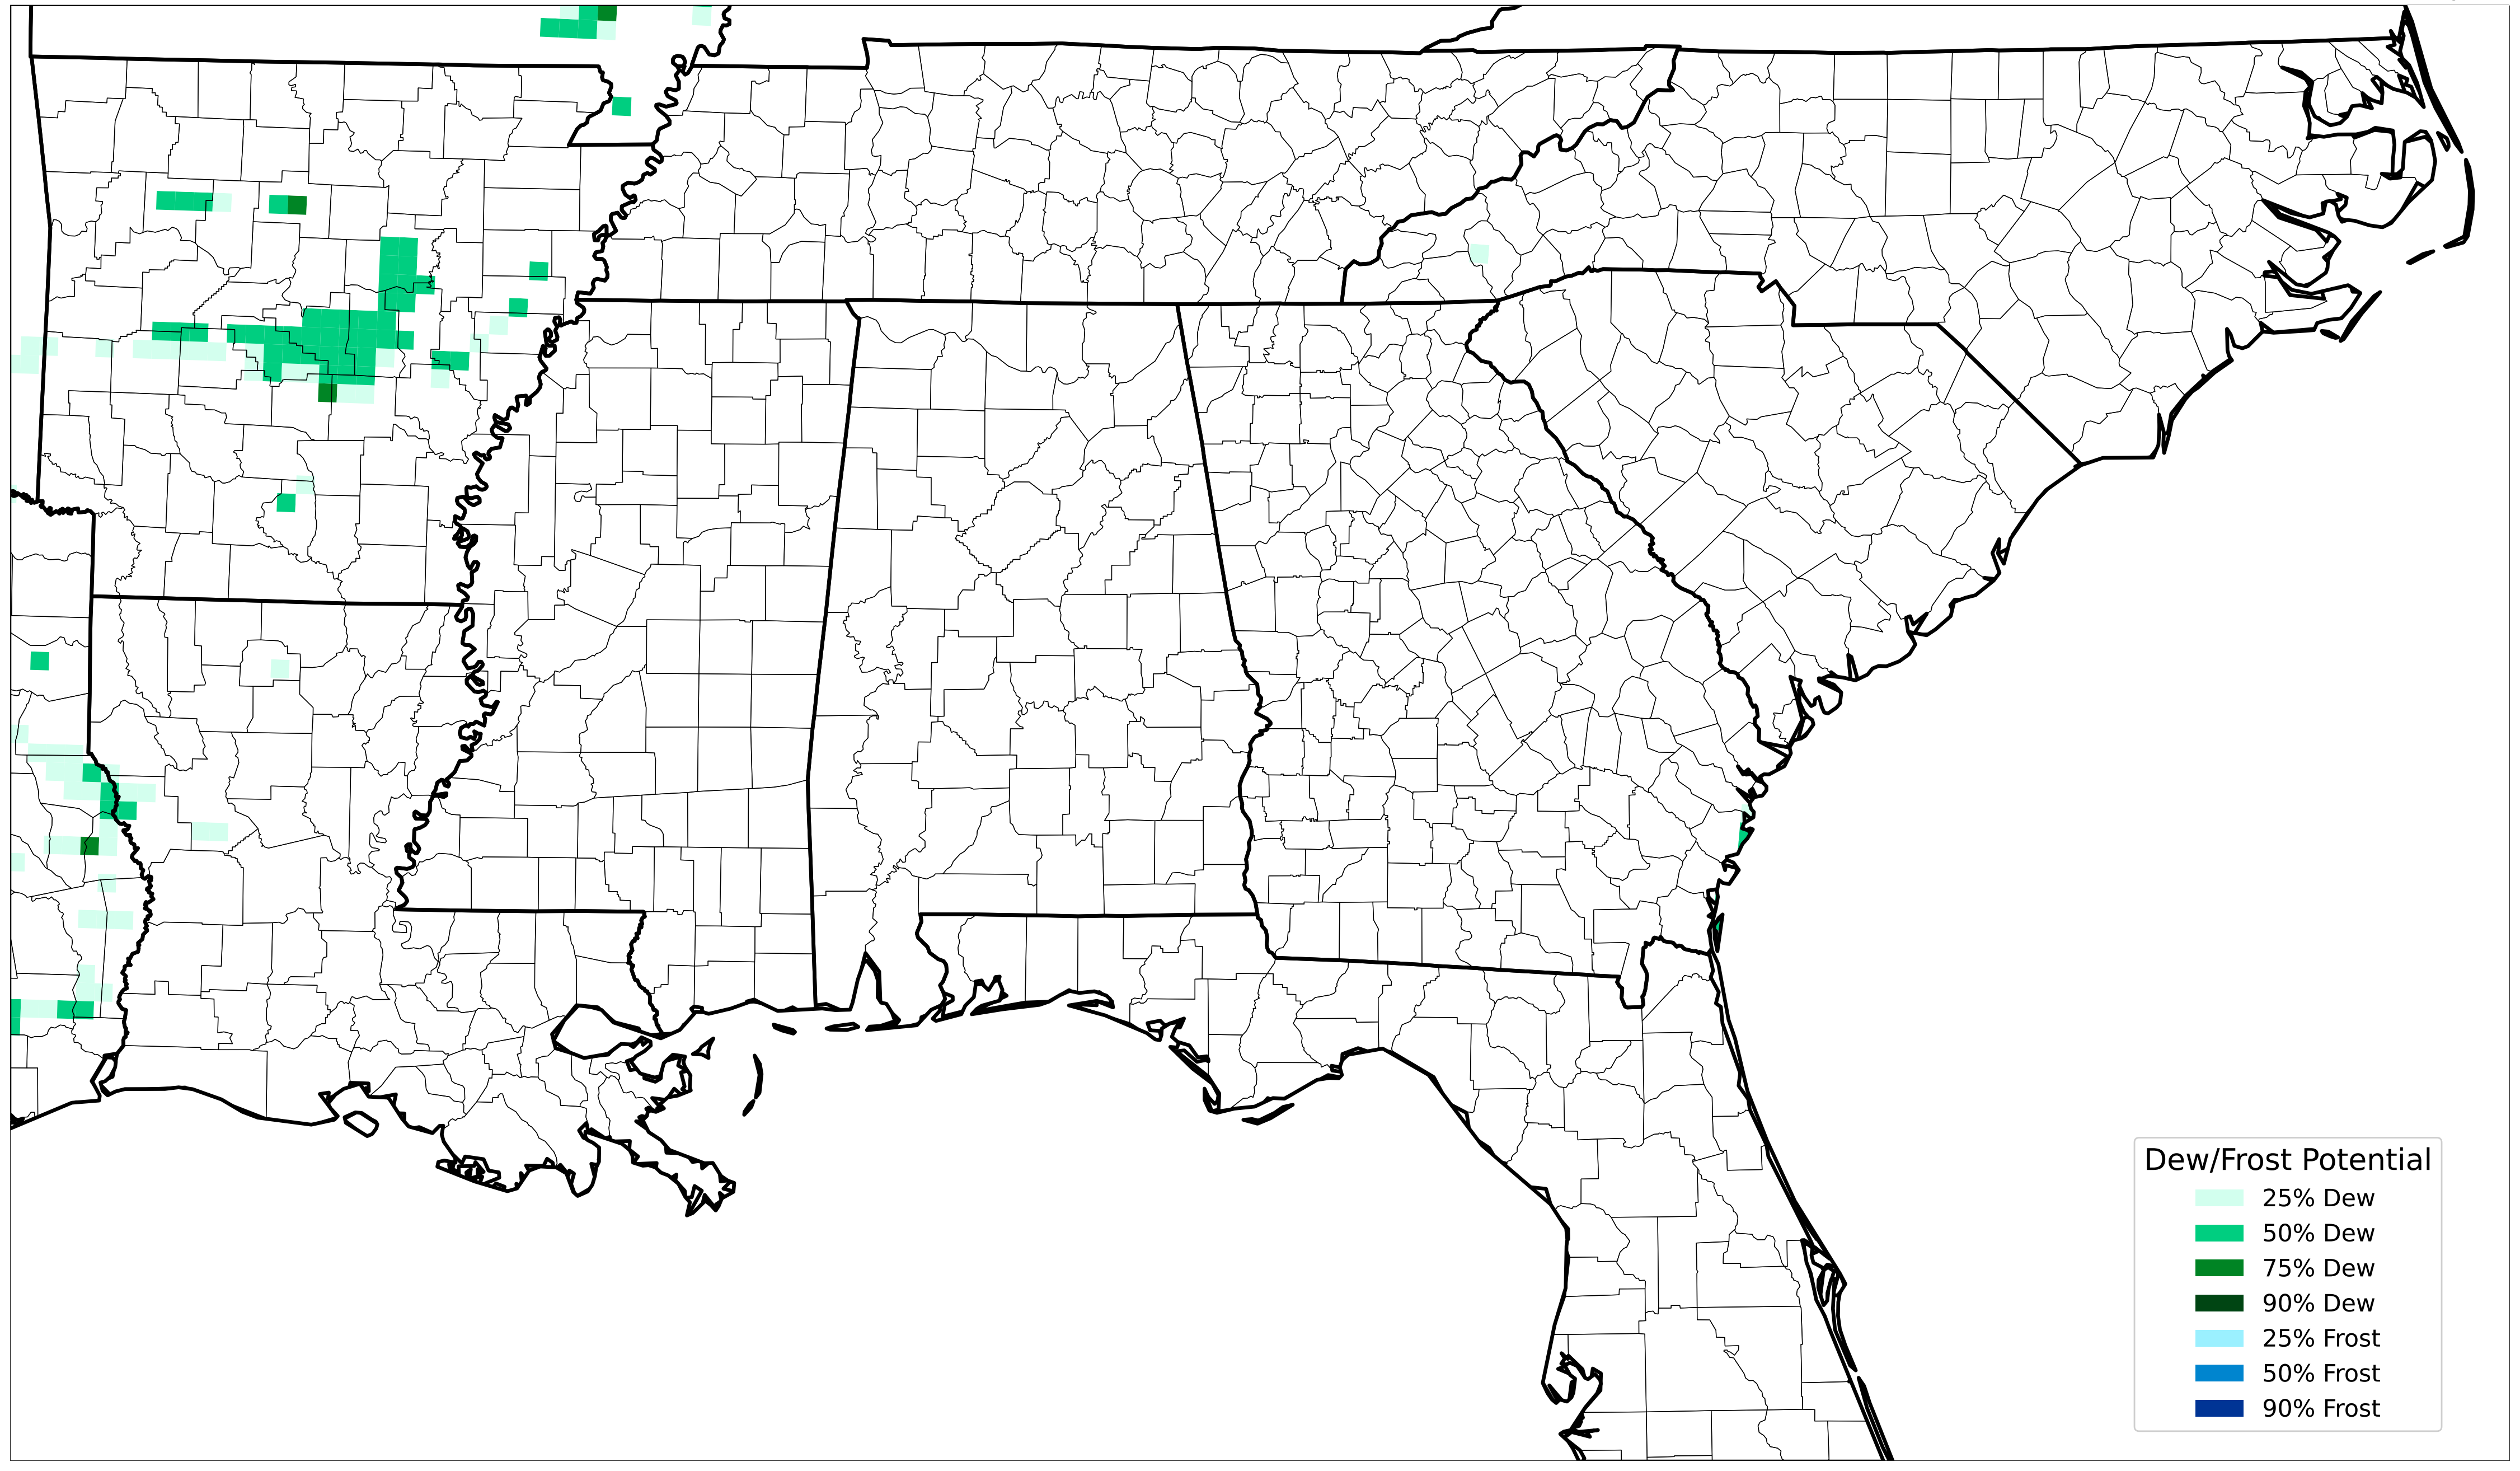 Dew/Frost Potential
25% Dew
50% Dew
75% Dew
90% Dew
25% Frost
50% Frost
90% Frost